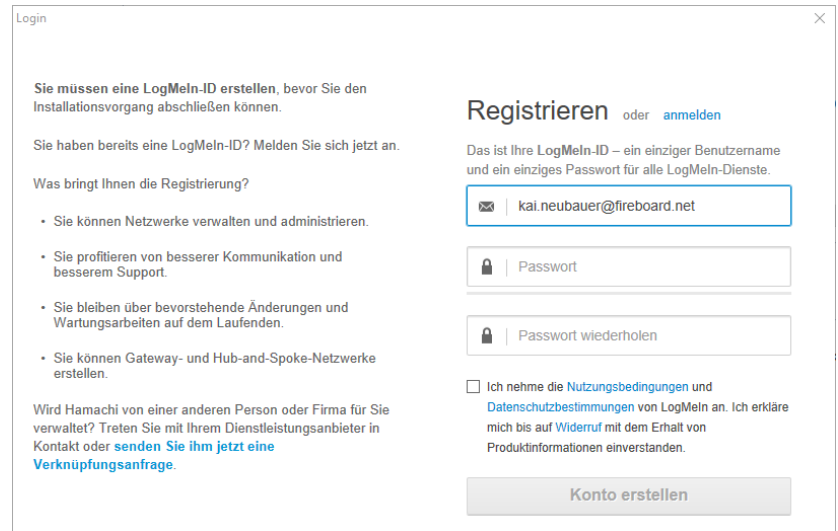 Login
Sie müssen eine LogMeIn-ID erstellen, bevor Sie den
Installationsvorgang abschließen können.
Sie haben bereits eine LogMeIn-ID? Melden Sie sich jetzt an.
Was bringt Ihnen die Registrierung?
• Sie können Netzwerke verwalten und administrieren.
• Sie profitieren von besserer Kommunikation und
besserem Support.
• Sie bleiben über bevorstehende Änderungen und
Wartungsarbeiten auf dem Laufenden.
• Sie können Gateway- und Hub-and-Spoke-Netzwerke
erstellen.
Wird Hamachi von einer anderen Person oder Firma für Sie
verwaltet? Treten Sie mit Ihrem Dienstleistungsanbieter in
Kontakt oder senden Sie ihm jetzt eine
Verknüpfungsanfrage.
Registrieren oder anmelden
Das ist Ihre LogMeIn-ID – ein einziger Benutzername
und ein einziges Passwort für alle LogMeIn-Dienste.
kai.neubauer@fireboard.net
Passwort
Passwort wiederholen
Ich nehme die Nutzungsbedingungen und
Datenschutzbestimmungen von LogMeIn an. Ich erkläre
mich bis auf Widerruf mit dem Erhalt von
Produktinformationen einverstanden.
Konto erstellen